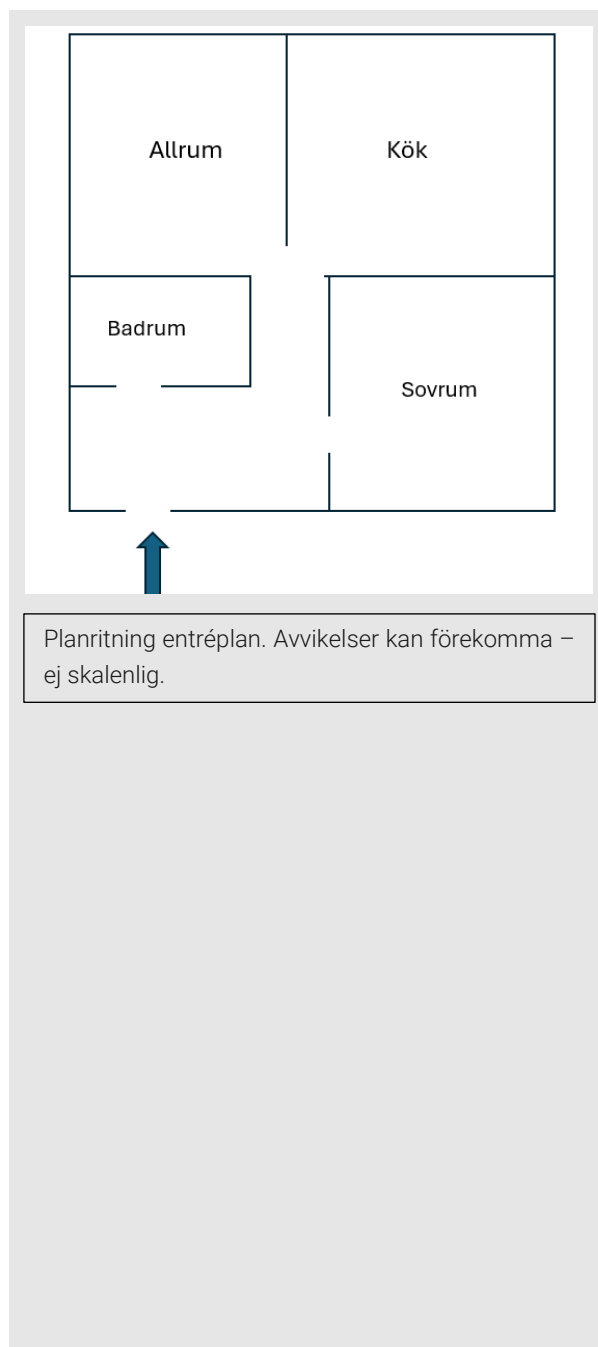 Allrum
Kök
Badrum
Sovrum
Planritning entréplan. Avvikelser kan förekomma –
ej skalenlig.